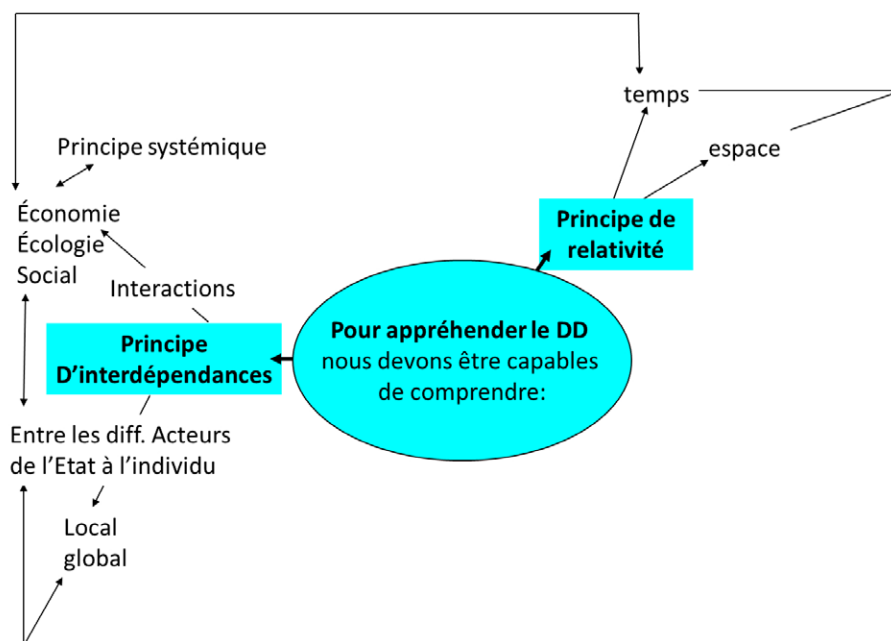 temps
espace
Principe systémique
Principe de
relativité
Économie
Écologie
Social
Interactions
Pour appréhender le DD
nous devons être capables
de comprendre:
Principe
D’interdépendances
Entre les diff. Acteurs
de l’Etat à l’individu
Local
global